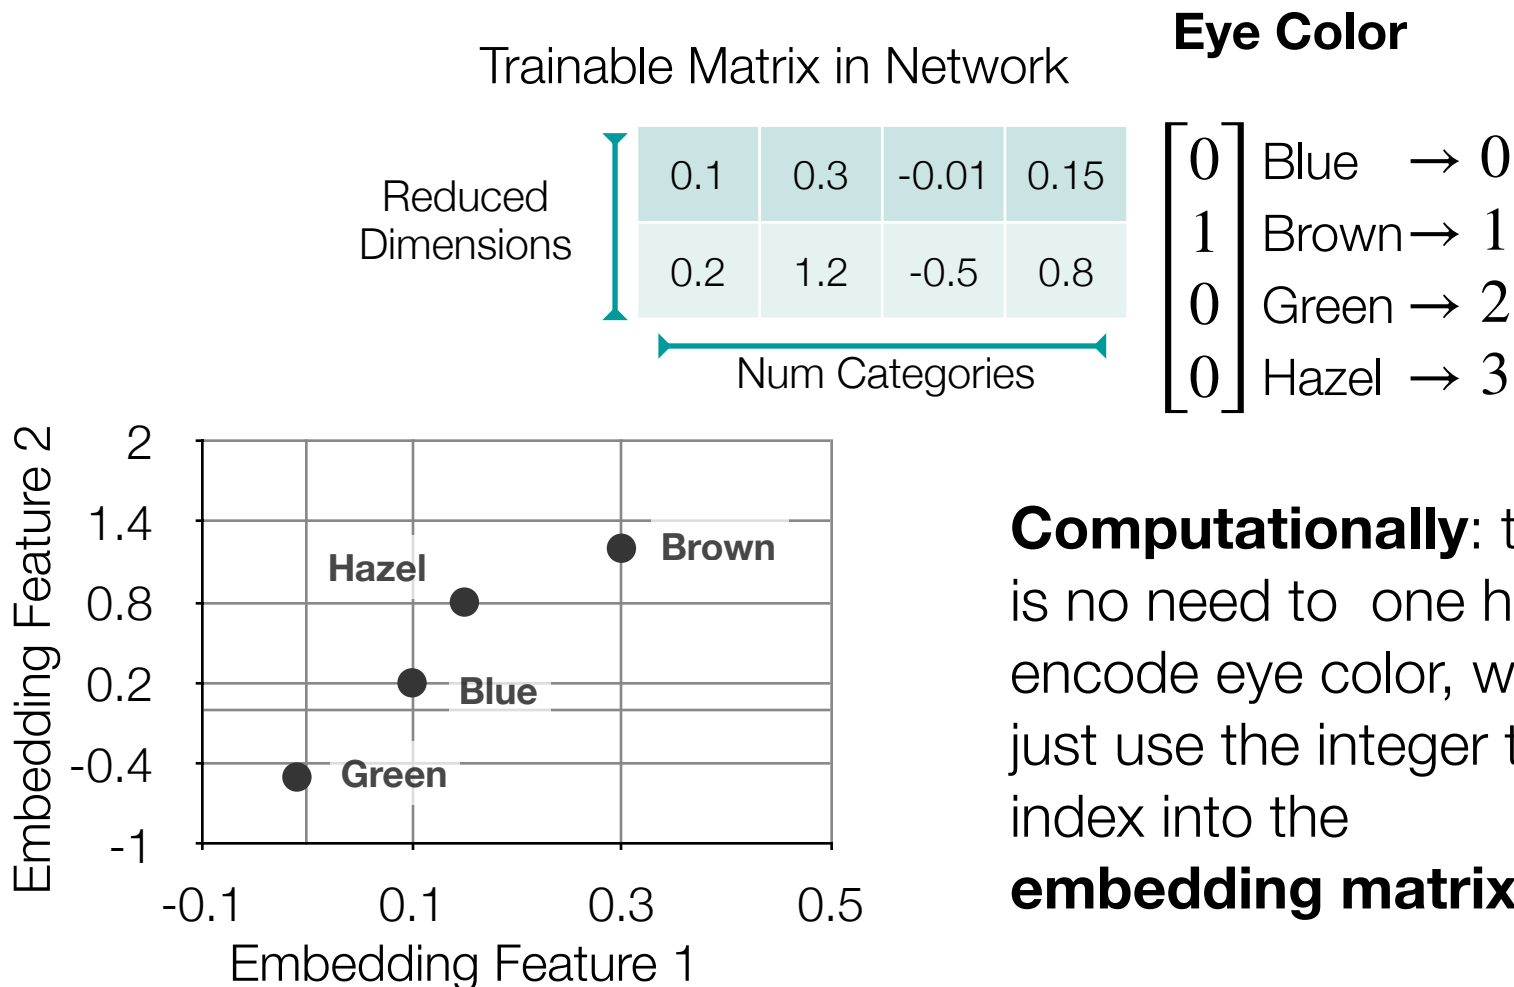 Eye Color
Trainable Matrix in Network
Reduced
Dimensions
0.1 0.3 -0.01 0.15
0.2 1.2 -0.5 0.8
Num Categories
0 Blue → 0
1 Brown → 1
0 Green → 2
0 Hazel → 3
Embedding Feature 2
2
1.4
0.8
0.2
-0.4
-1
Hazel
Brown
Blue
Green
-0.1 0.1 0.3 0.5
Embedding Feature 1
Computationally:
is no need to one
encode eye color,
just use the integer
index into the
embedding matrix